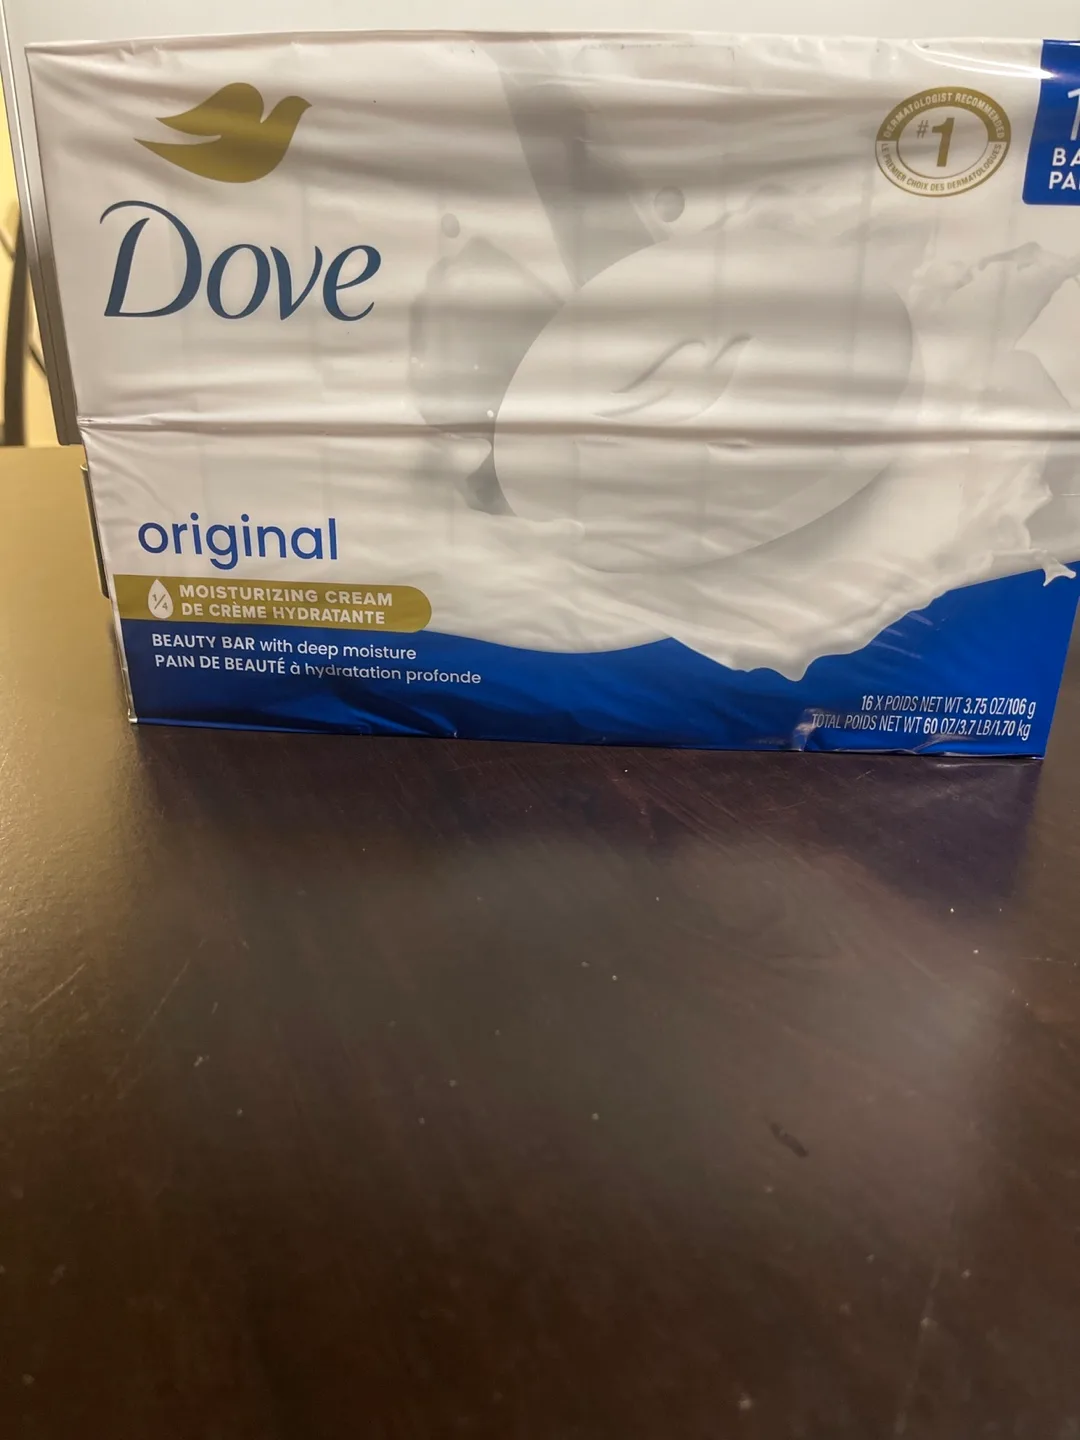 Dove
DERMATOLOGIST RECOMMENDED
#1
LE PREMIER CHOIX DES DERMATOLOGUES
original
1/4
MOISTURIZING CREAM
DE CRÈME HYDRATANTE
BEAUTY BAR with deep moisture
PAIN DE BEAUTÉ à hydratation profonde
16 X POIDS NET WT 3.75 OZ/106 g
TOTAL POIDS NET WT 60 OZ/3.7 LB/1.70 kg